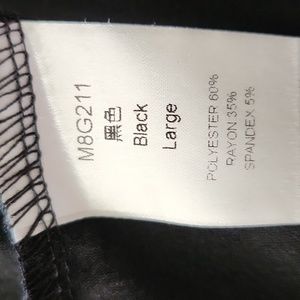 M8G211
黑色
Black
Large
POLYESTER 60%
RAYON 35%
SPANDEX 5%